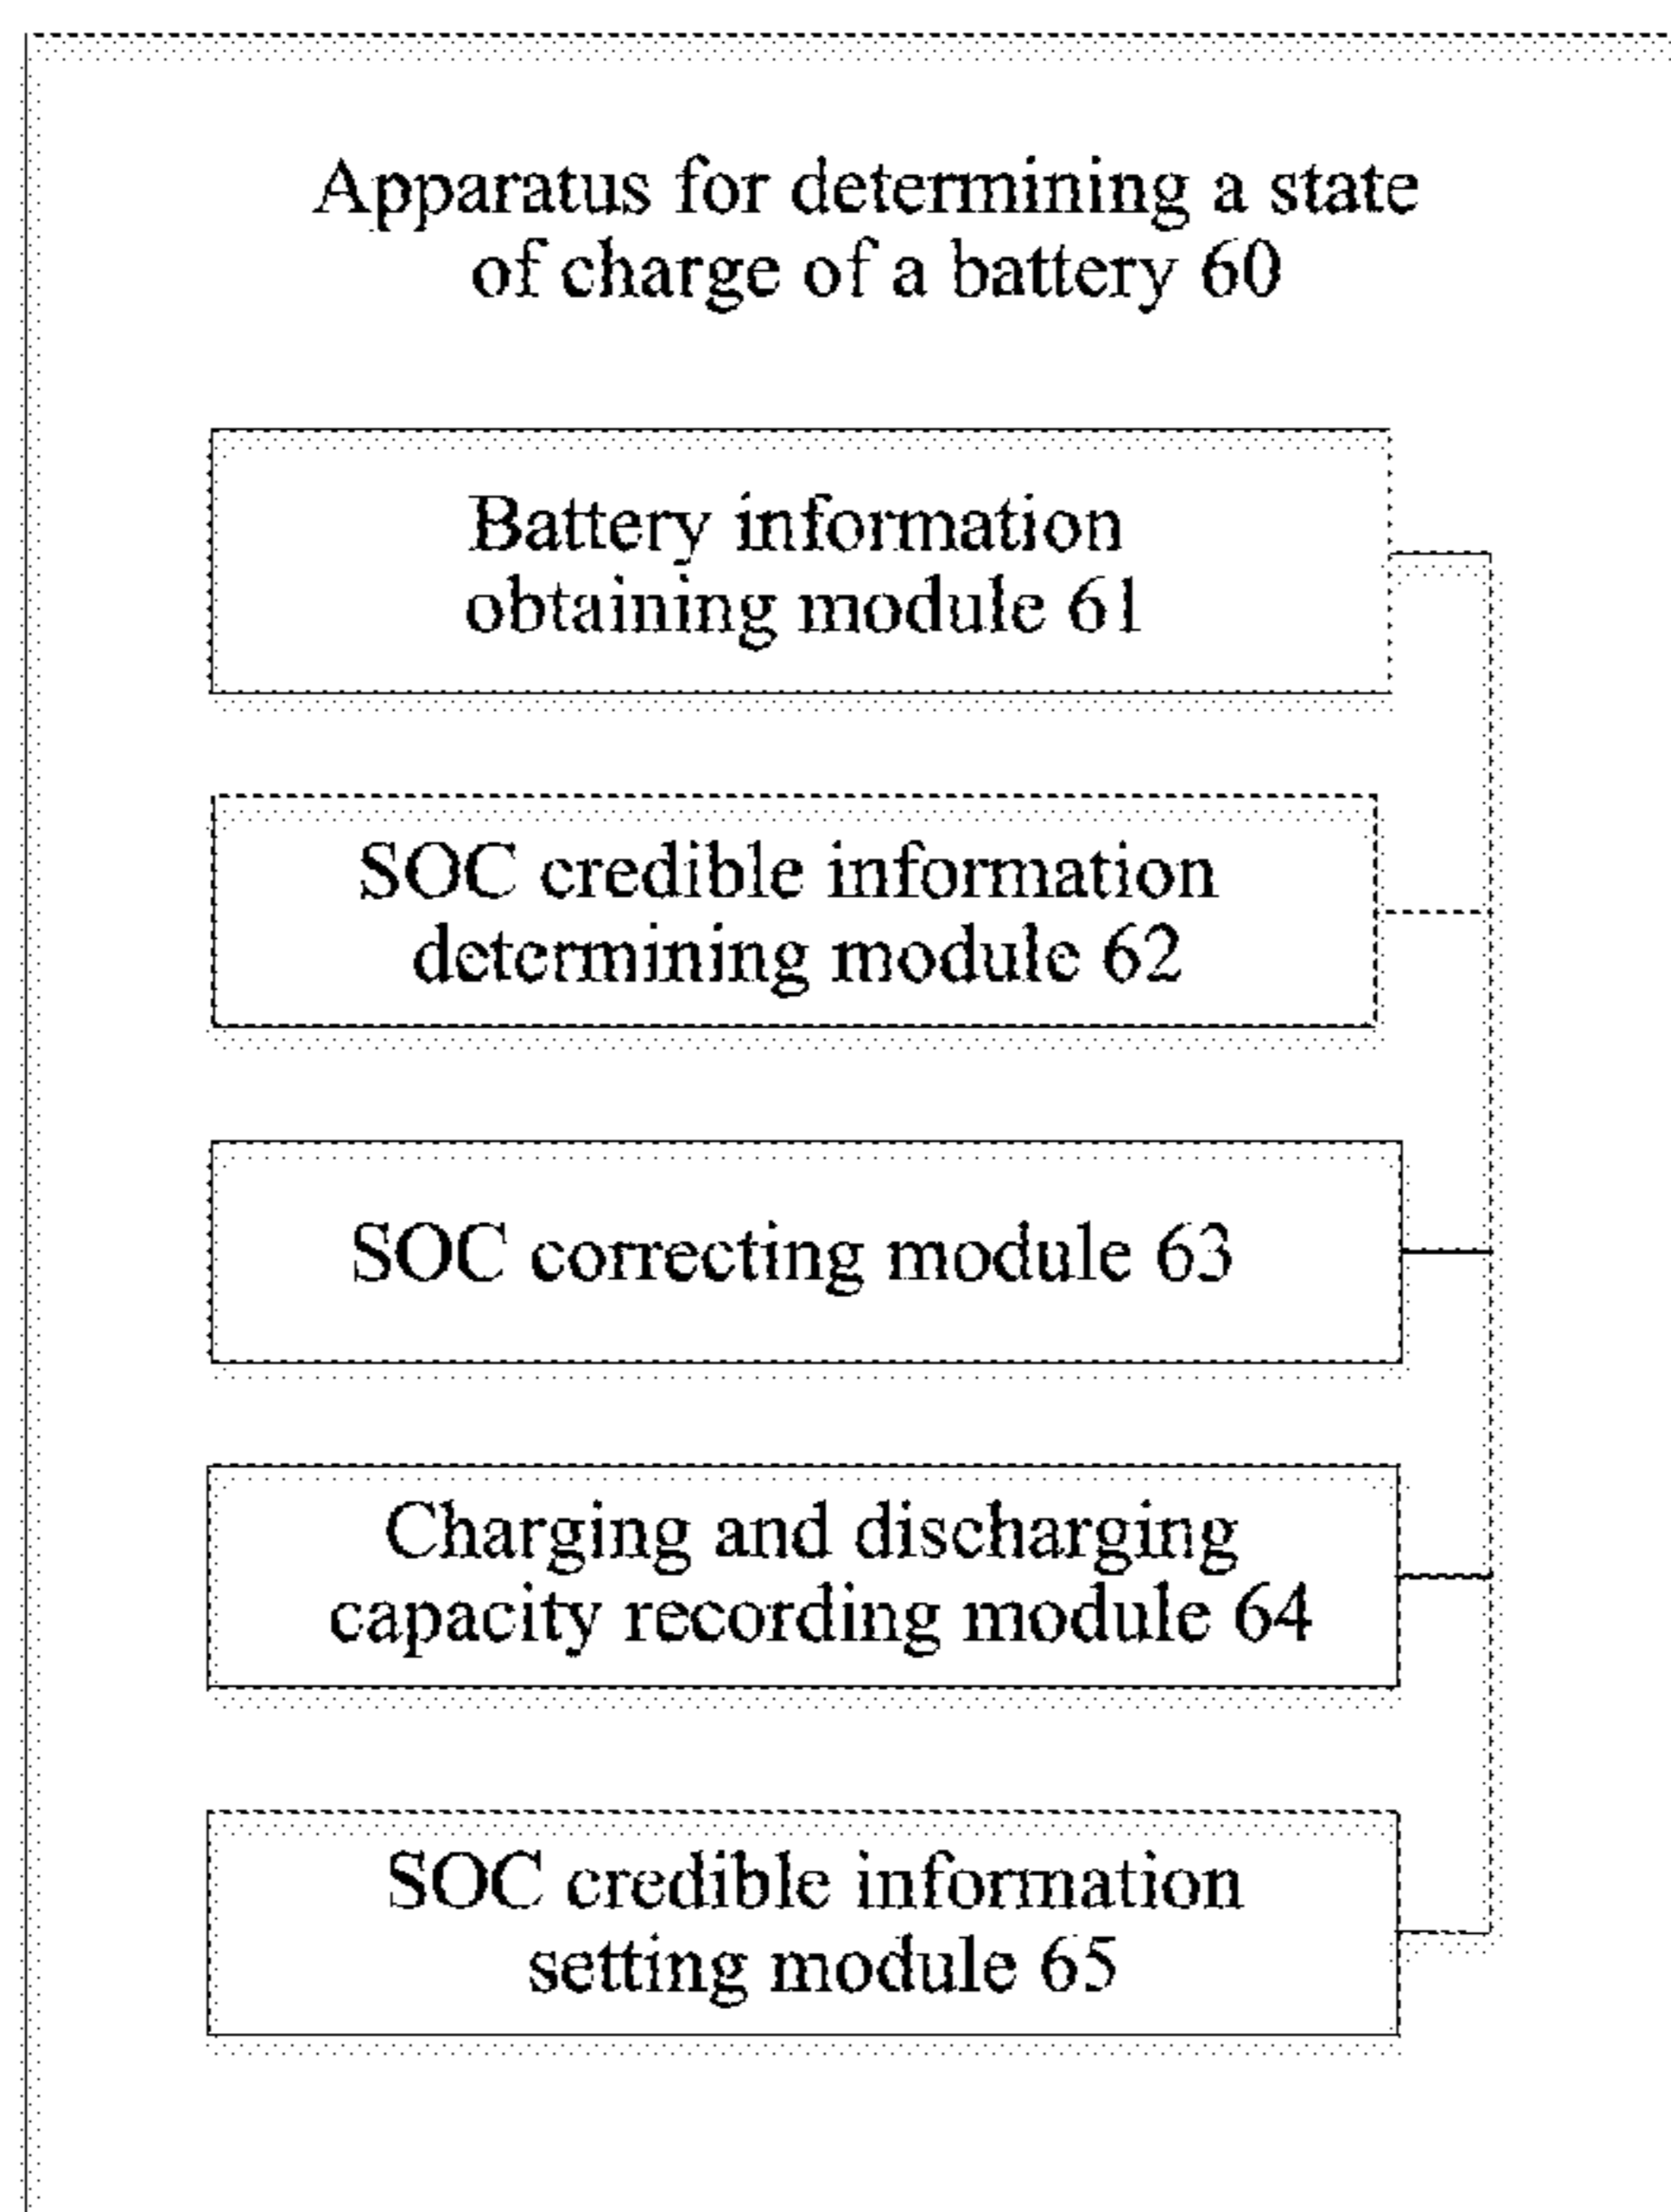 Apparatus for determining a state
of charge of a battery 60
Battery information
obtaining module 61
SOC credible information
determining module 62
SOC correcting module 63
Charging and discharging
capacity recording module 64
SOC credible information
setting module 65